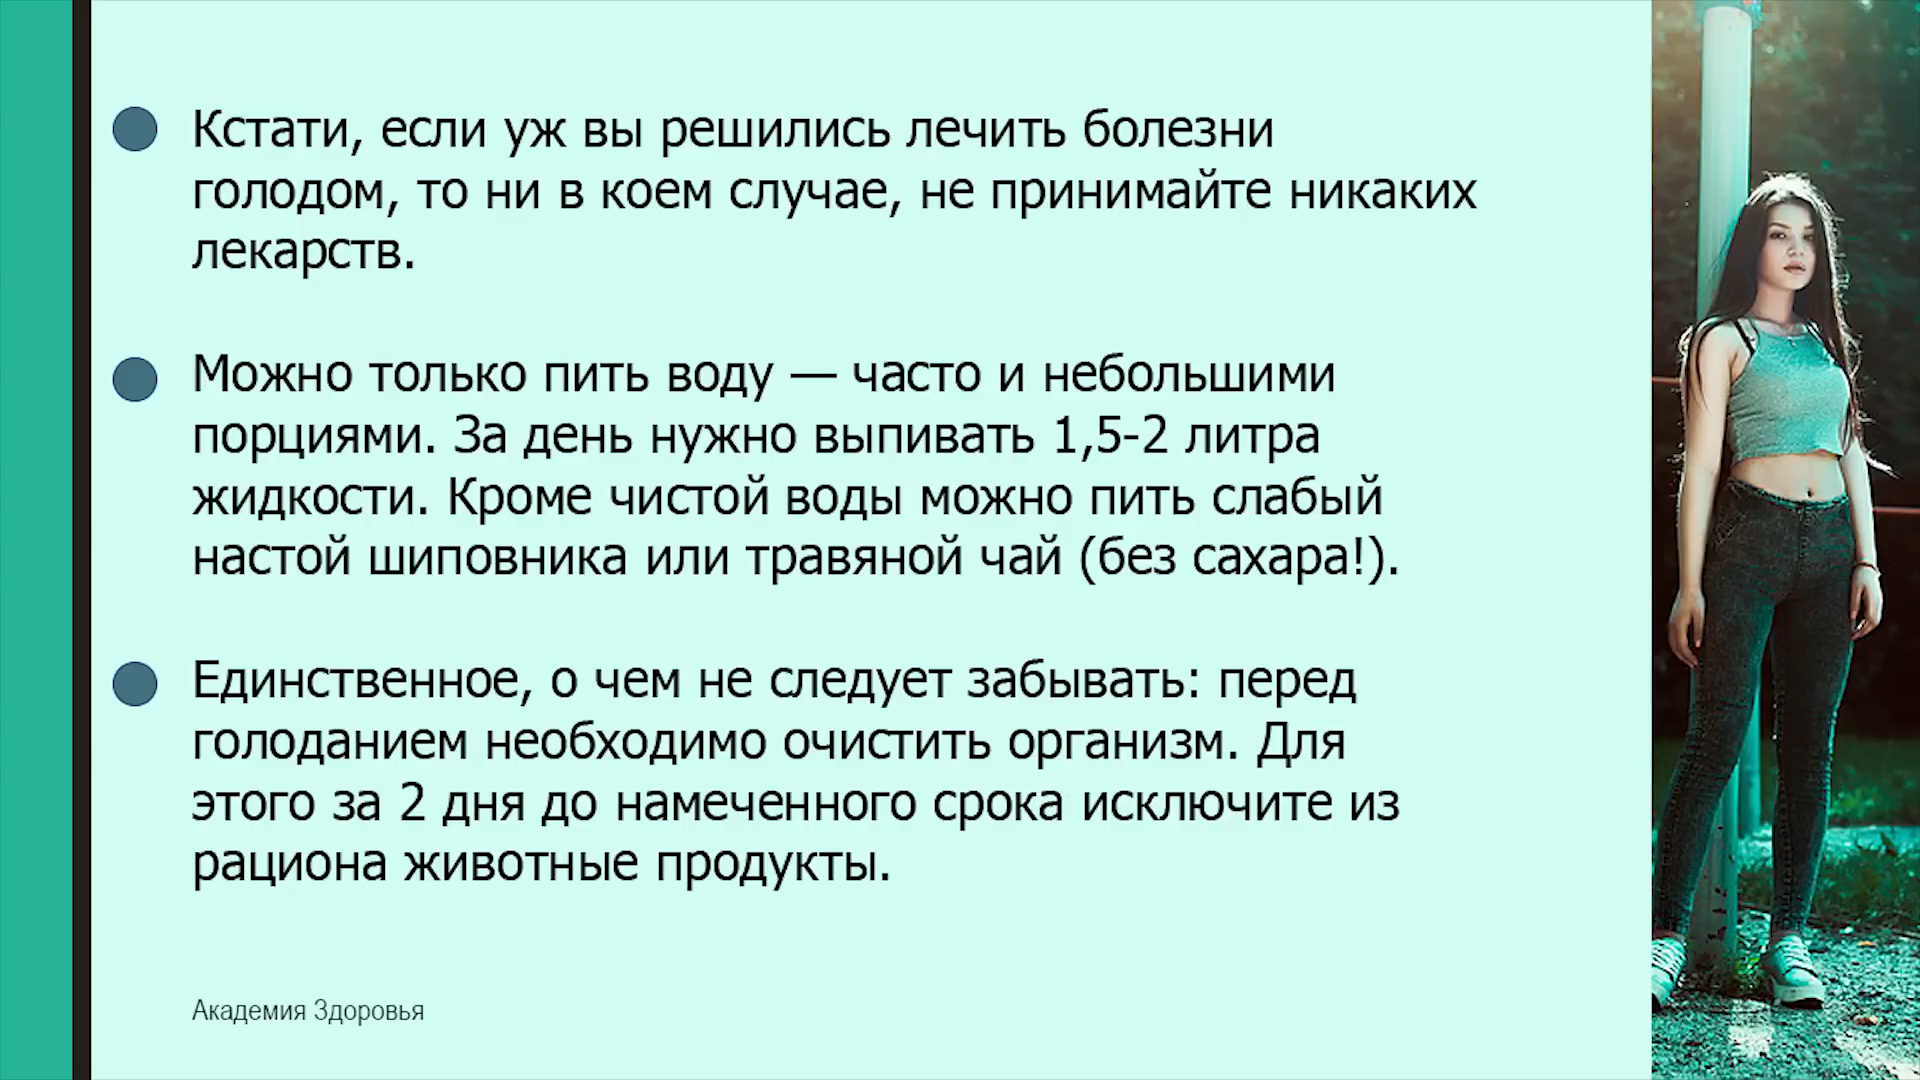 Кстати, если уж вы решились лечить болезни
голодом, то ни в коем случае, не принимайте никаких
лекарств.
Можно только пить воду — часто и небольшими
порциями. За день нужно выпивать 1,5-2 литра
жидкости. Кроме чистой воды можно пить слабый
настой шиповника или травяной чай (без сахара!).
Единственное, о чем не следует забывать: перед
голоданием необходимо очистить организм. Для
этого за 2 дня до намеченного срока исключите из
рациона животные продукты.
Академия Здоровья